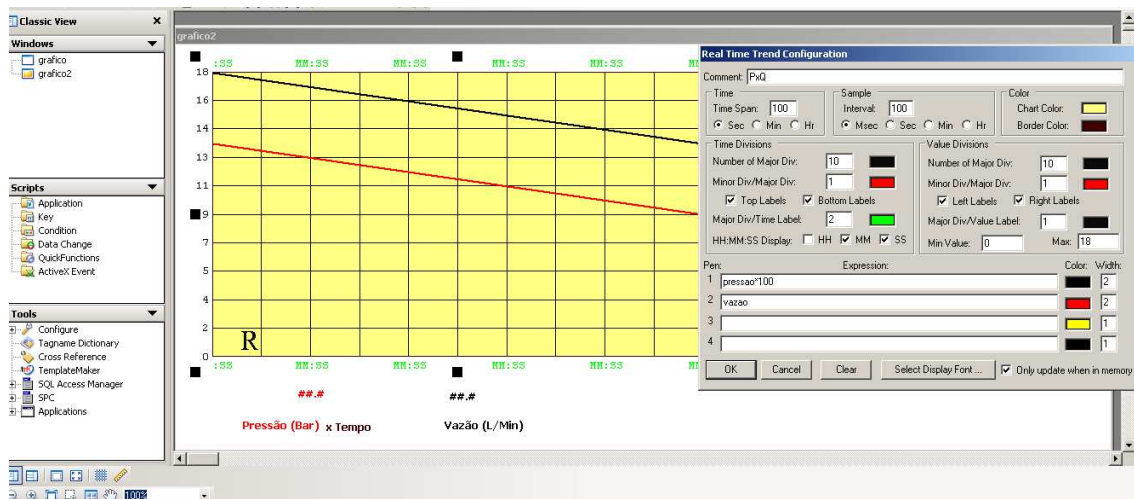 Classic View
Windows
grafico
grafico2
Scripts
Application
Key
Condition
Data Change
QuickFunctions
ActiveX Event
Tools
Configure
Tagname Dictionary
Cross Reference
TemplateMaker
SQL Access Manager
SPC
Applications
100%
grafico2
:SS MM:SS MM:SS MM:SS MM:SS
18
16
14
13
11
9
7
5
4
2
0
R
:SS MM:SS MM:SS MM:SS MM:SS
##.# ##.#
Pressão (Bar) x Tempo Vazão (L/Min)
Real Time Trend Configuration
Comment: PxQ
Time
Time Span: 100
Sec Min Hr
Sample
Interval: 100
Msec Sec Min Hr
Color
Chart Color:
Border Color:
Time Divisions
Number of Major Div: 10
Minor Div/Major Div: 1
Top Labels Bottom Labels
Major Div/Time Label: 2
HH:MM:SS Display: HH MM SS
Value Divisions
Number of Major Div: 10
Minor Div/Major Div: 1
Left Labels Right Labels
Major Div/Value Label: 1
Min Value: 0 Max: 18
Pen: Expression: Color: Width:
1 pressao*100 2
2 vazao 2
3 1
4 1
OK Cancel Clear Select Display Font ... Only update when in memory